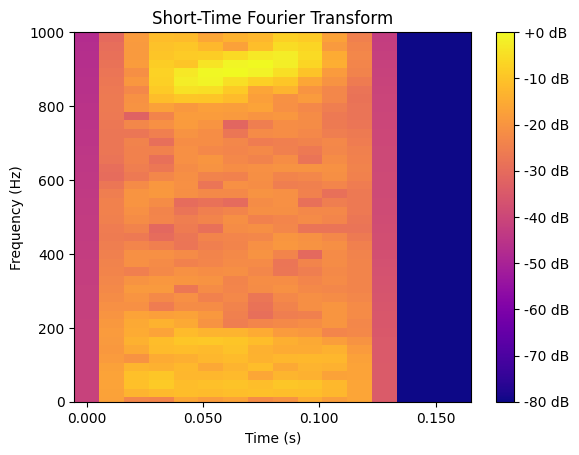 Short-Time Fourier Transform
1000
800
600
400
200
0
Frequency (Hz)
0.000
0.050
0.100
0.150
Time (s)
+0 dB
-10 dB
-20 dB
-30 dB
-40 dB
-50 dB
-60 dB
-70 dB
-80 dB